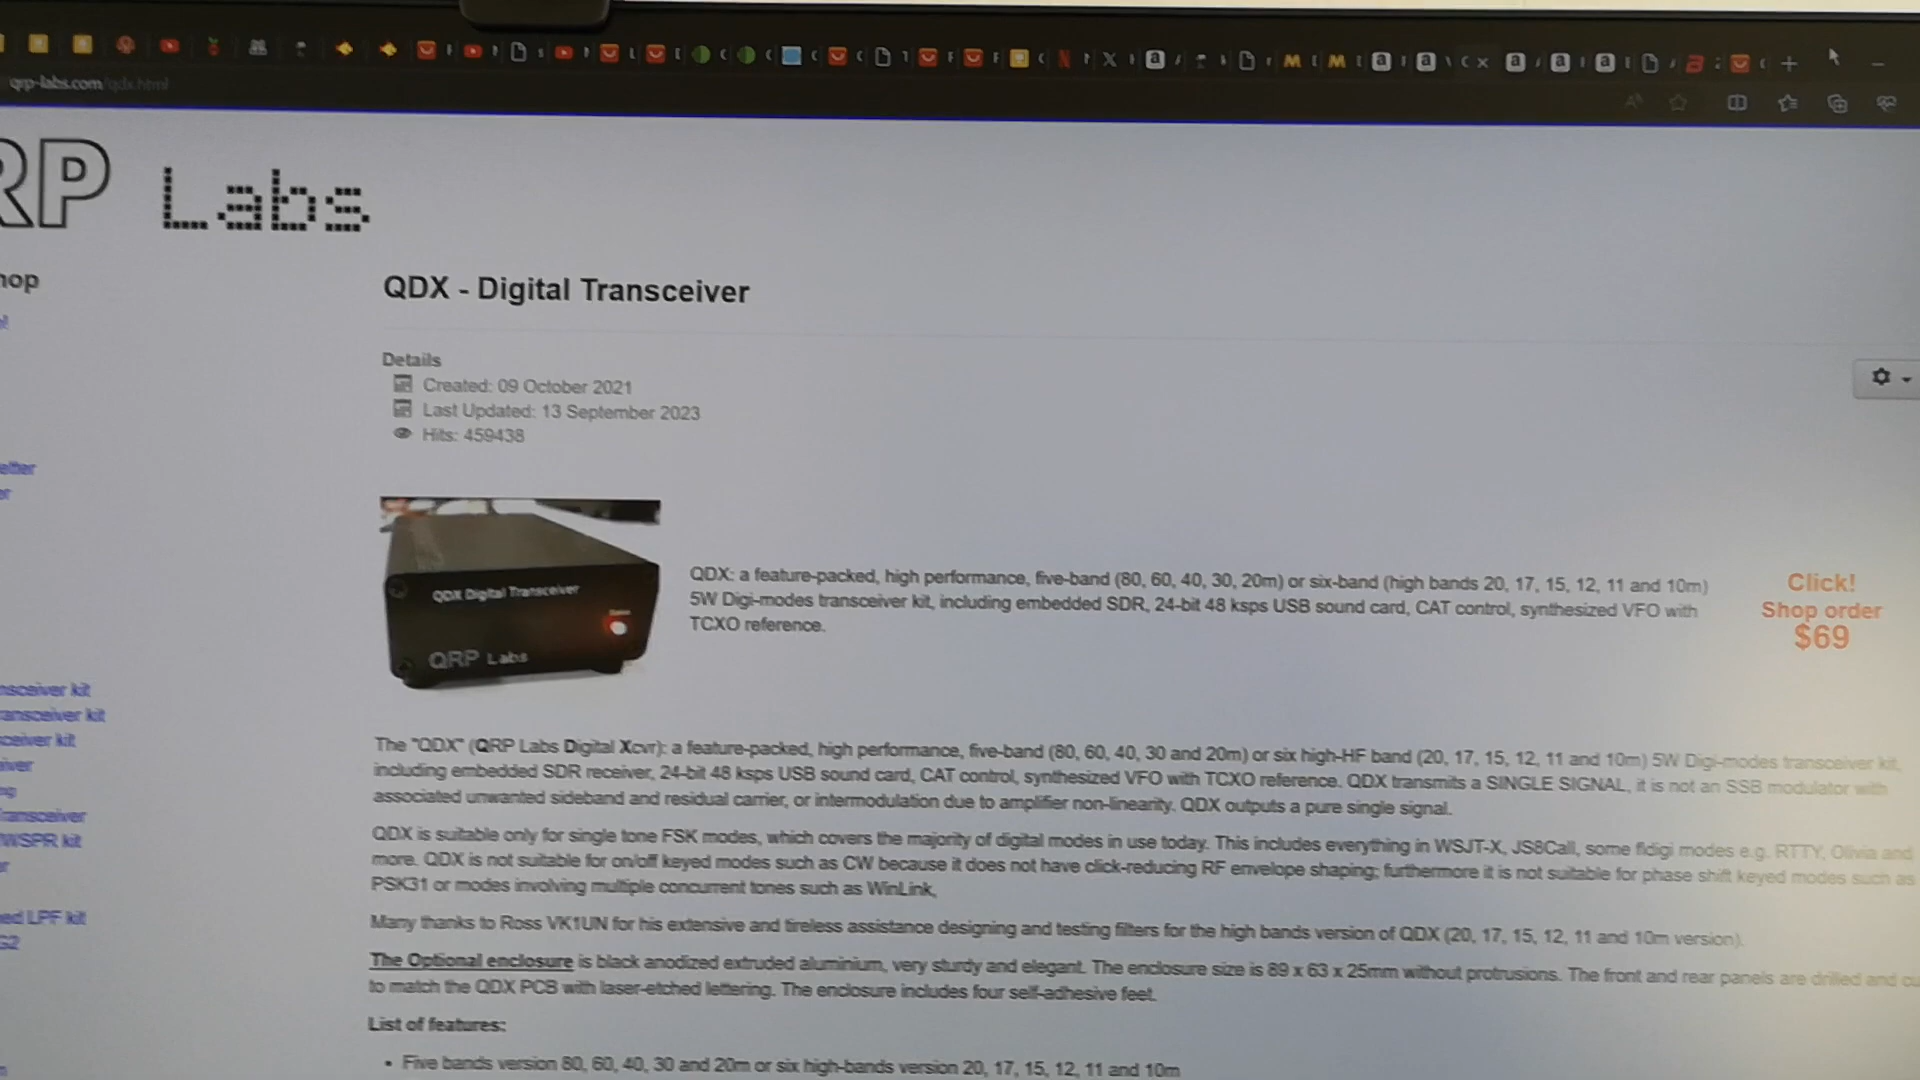 qrp-labs.com/qdx.html
RP Labs
hop
QDX - Digital Transceiver
Details
Created: 09 October 2021
Last Updated: 13 September 2023
Hits: 459438
QDX Digital Transceiver
QRP Labs
QDX: a feature-packed, high performance, five-band (80, 60, 40, 30, 20m) or six-band (high bands 20, 17, 15, 12, 11 and 10m)
5W Digi-modes transceiver kit, including embedded SDR, 24-bit 48 ksps USB sound card, CAT control, synthesized VFO with
TCXO reference.
Click!
Shop order
$69
nsceiver kit
ansceiver kit
ceiver kit
iver
Transceiver
WSPR kit
ed LPF kit
G2
The "QDX" (QRP Labs Digital Xcvr): a feature-packed, high performance, five-band (80, 60, 40, 30 and 20m) or six high-HF band (20, 17, 15, 12, 11 and 10m) 5W Digi-modes transceiver kit,
including embedded SDR receiver, 24-bit 48 ksps USB sound card, CAT control, synthesized VFO with TCXO reference. QDX transmits a SINGLE SIGNAL, it is not an SSB modulator with
associated unwanted sideband and residual carrier, or intermodulation due to amplifier non-linearity. QDX outputs a pure single signal.
QDX is suitable only for single tone FSK modes, which covers the majority of digital modes in use today. This includes everything in WSJT-X, JS8Call, some fldigi modes e.g. RTTY, Olivia and
more. QDX is not suitable for on/off keyed modes such as CW because it does not have click-reducing RF envelope shaping; furthermore it is not suitable for phase shift keyed modes such as
PSK31 or modes involving multiple concurrent tones such as WinLink,
Many thanks to Ross VK1UN for his extensive and tireless assistance designing and testing filters for the high bands version of QDX (20, 17, 15, 12, 11 and 10m version).
The Optional enclosure is black anodized extruded aluminium, very sturdy and elegant. The enclosure size is 89 x 63 x 25mm without protrusions. The front and rear panels are drilled and cu
to match the QDX PCB with laser-etched lettering. The enclosure includes four self-adhesive feet.
List of features:
• Five bands version 80, 60, 40, 30 and 20m or six high-bands version 20, 17, 15, 12, 11 and 10m